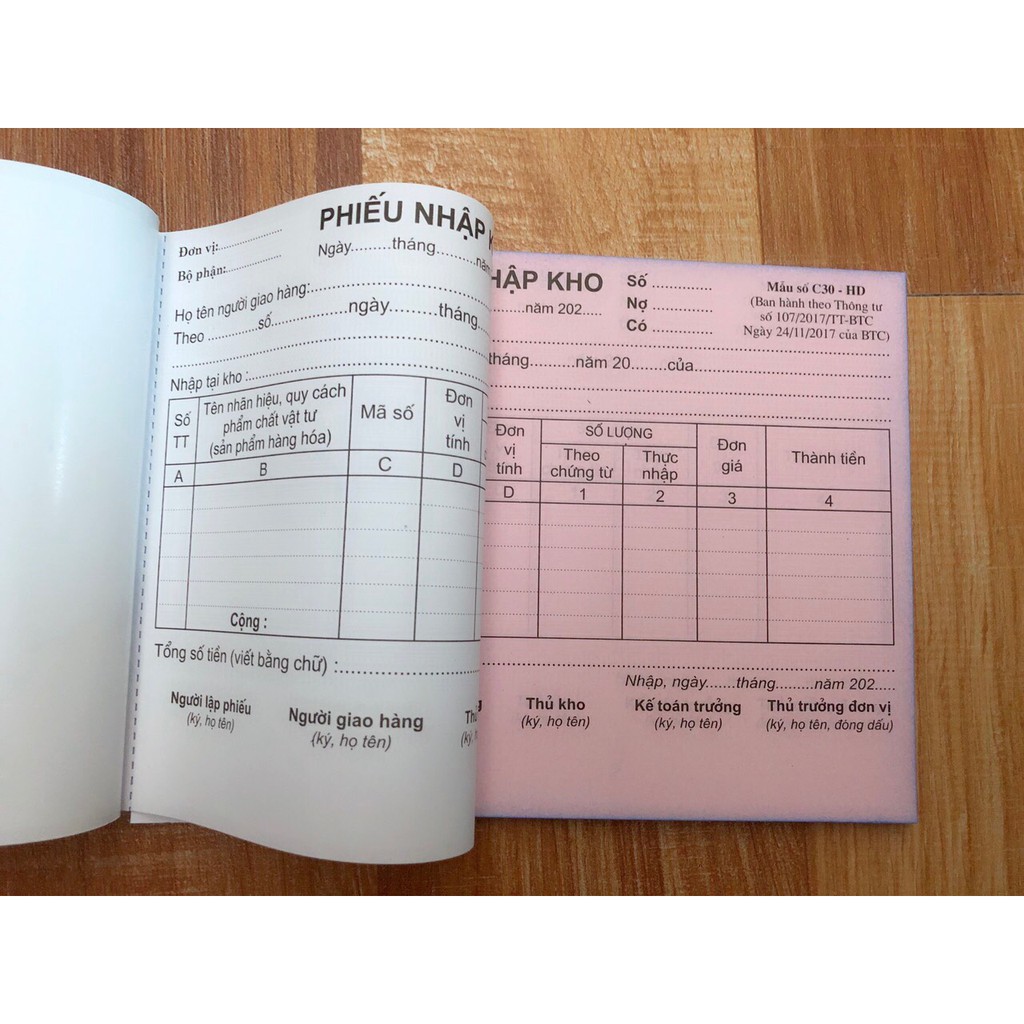 PHIẾU NHẬP
Đơn vị:....................
Ngày.........tháng.........năm
Bộ phận:................
Họ tên người giao hàng:..............................
Theo ..............số....................ngày.........tháng.
Nhập tại kho :..........................................
Số TT
Tên nhãn hiệu, quy cách
phẩm chất vật tư
(sản phẩm hàng hóa)
Mã số
Đơn
vị
tính
A B C D
Cộng :
Tổng số tiền (viết bằng chữ) :..............................
Người lập phiếu
(ký, họ tên)
Người giao hàng
(ký, họ tên)
HẬP KHO
Số ...............
Nợ ...............
Có ...............
Mẫu số C30 - HD
(Ban hành theo Thông tư
số 107/2017/TT-BTC
Ngày 24/11/2017 của BTC)
............năm 202.....
tháng.........năm 20.........của....................................
Đơn
vị
tính
SỐ LƯỢNG
Theo
chứng từ
Thực
nhập
Đơn
giá
Thành tiền
D 1 2 3 4
Nhập, ngày.......tháng.........năm 202.....
Thủ kho
(ký, họ tên)
Kế toán trưởng
(ký, họ tên)
Thủ trưởng đơn vị
(ký, họ tên, đóng dấu)